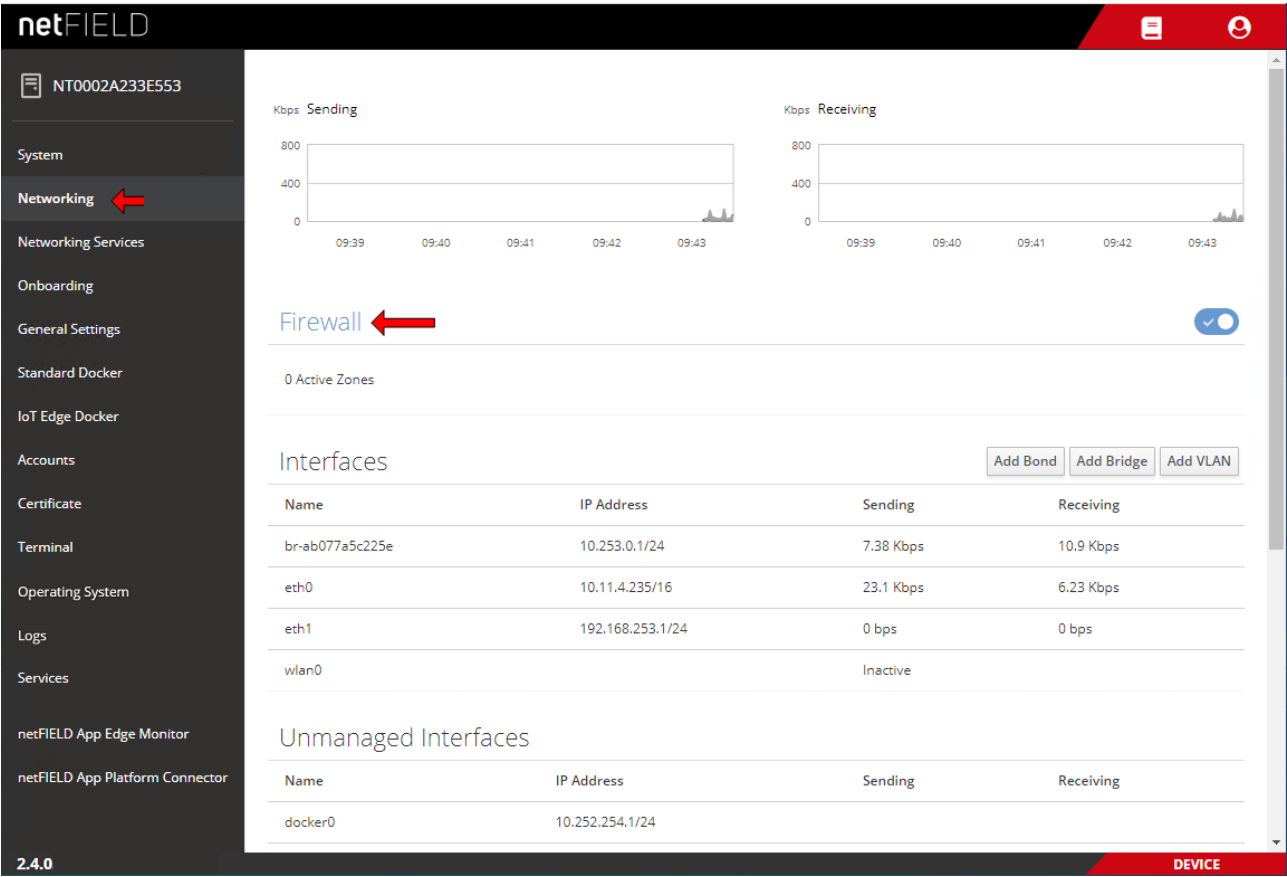 netFIELD
NT0002A233E553
System
Networking
Networking Services
Onboarding
General Settings
Standard Docker
IoT Edge Docker
Accounts
Certificate
Terminal
Operating System
Logs
Services
netFIELD App Edge Monitor
netFIELD App Platform Connector
2.4.0
Kbps Sending
800
400
0
09:39 09:40 09:41 09:42 09:43
Kbps Receiving
800
400
0
09:39 09:40 09:41 09:42 09:43
Firewall
0 Active Zones
Interfaces Add Bond Add Bridge Add VLAN
Name IP Address Sending Receiving
br-ab077a5c225e 10.253.0.1/24 7.38 Kbps 10.9 Kbps
eth0 10.11.4.235/16 23.1 Kbps 6.23 Kbps
eth1 192.168.253.1/24 0 bps 0 bps
wlan0 Inactive
Unmanaged Interfaces
Name IP Address Sending Receiving
docker0 10.252.254.1/24
DEVICE